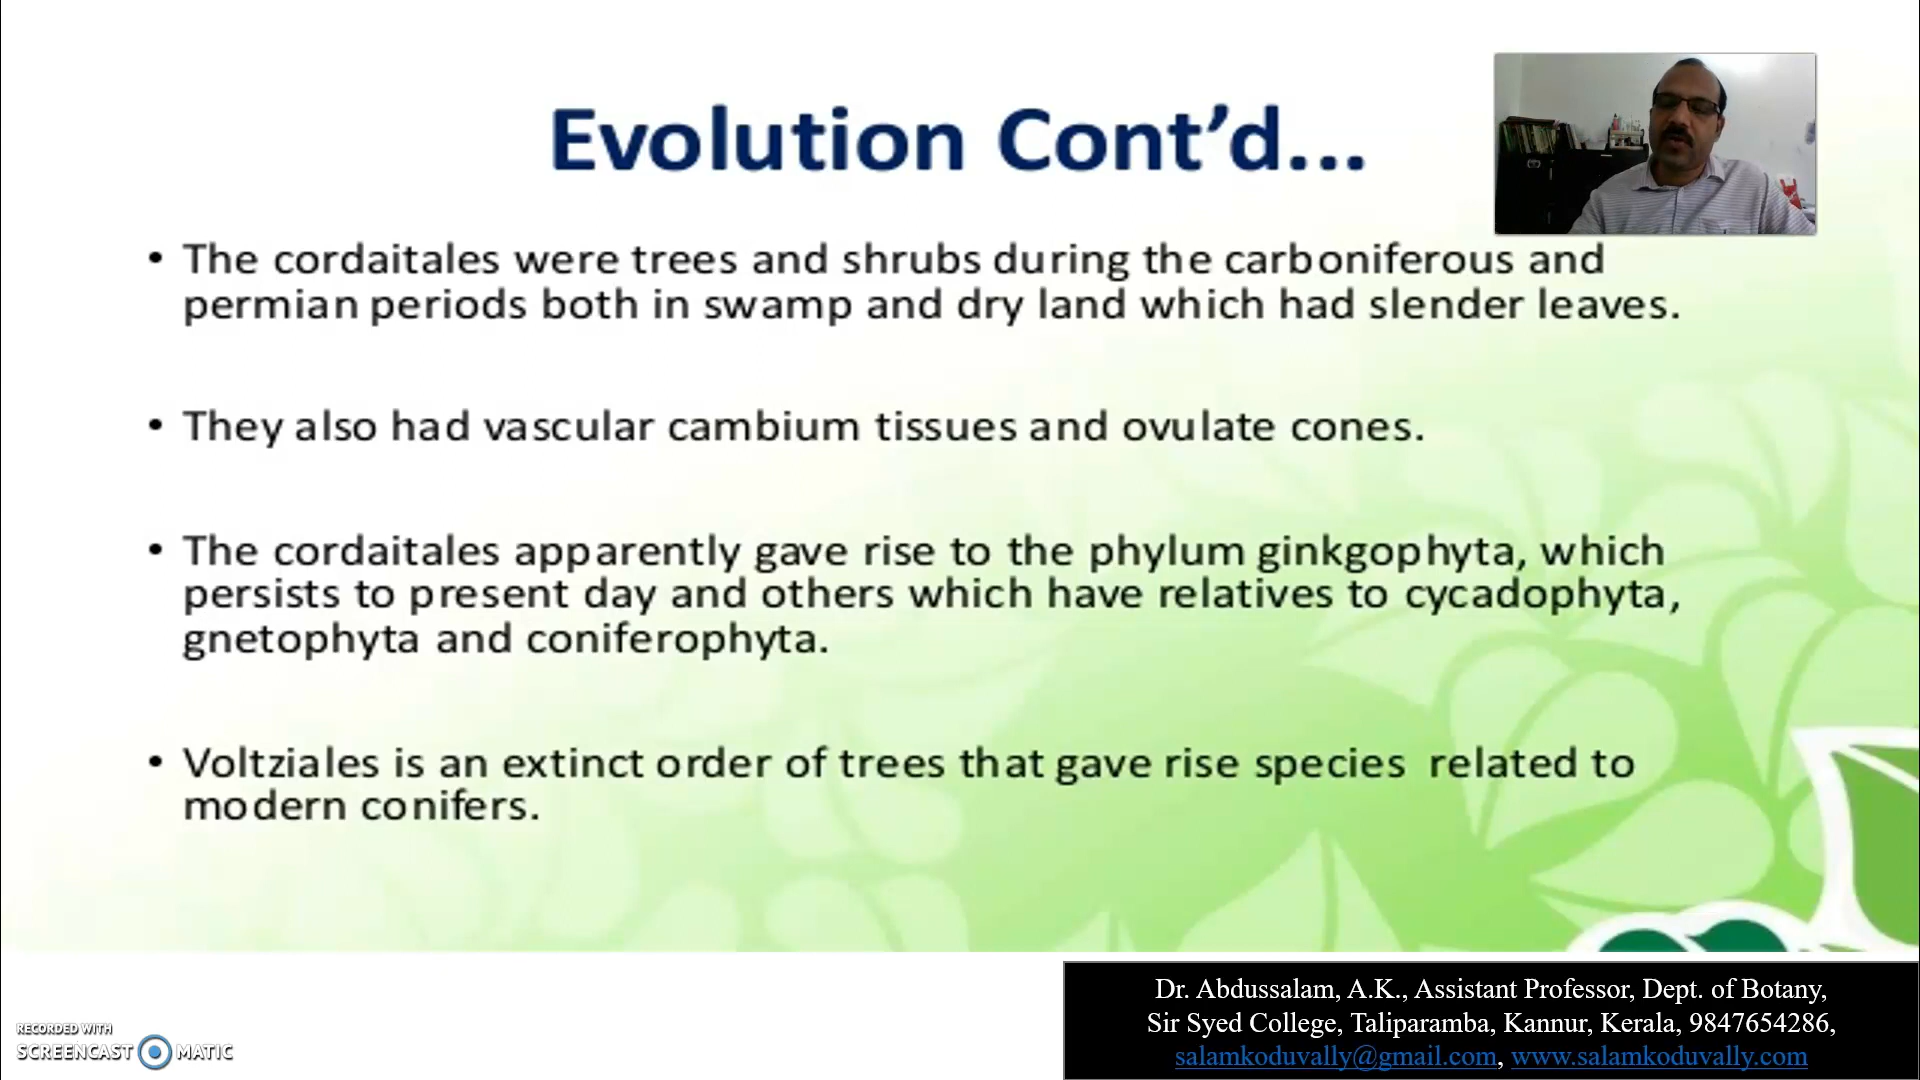 Evolution Cont’d...
• The cordaitales were trees and shrubs during the carboniferous and
permian periods both in swamp and dry land which had slender leaves.
• They also had vascular cambium tissues and ovulate cones.
• The cordaitales apparently gave rise to the phylum ginkgophyta, which
persists to present day and others which have relatives to cycadophyta,
gnetophyta and coniferophyta.
• Voltziales is an extinct order of trees that gave rise species related to
modern conifers.
Dr. Abdussalam, A.K., Assistant Professor, Dept. of Botany,
Sir Syed College, Taliparamba, Kannur, Kerala, 9847654286,
salamkoduvally@gmail.com, www.salamkoduvally.com
RECORDED WITH
SCREENCAST MATIC